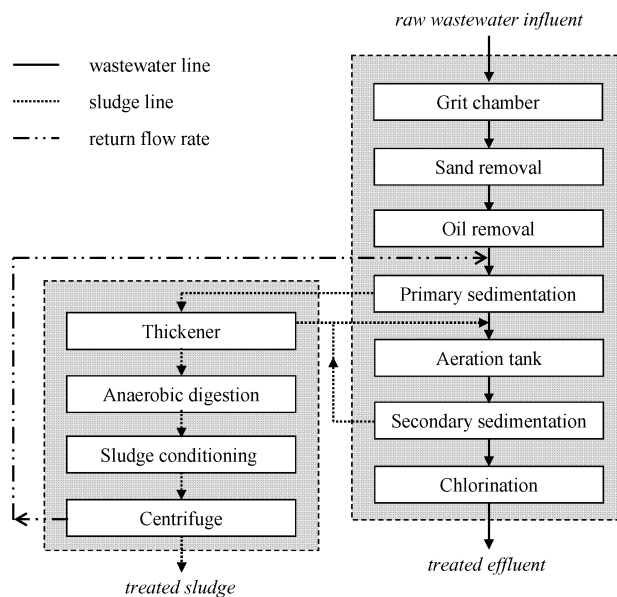 raw wastewater influent
wastewater line
sludge line
return flow rate
Grit chamber
Sand removal
Oil removal
Primary sedimentation
Aeration tank
Secondary sedimentation
Chlorination
treated effluent
Thickener
Anaerobic digestion
Sludge conditioning
Centrifuge
treated sludge